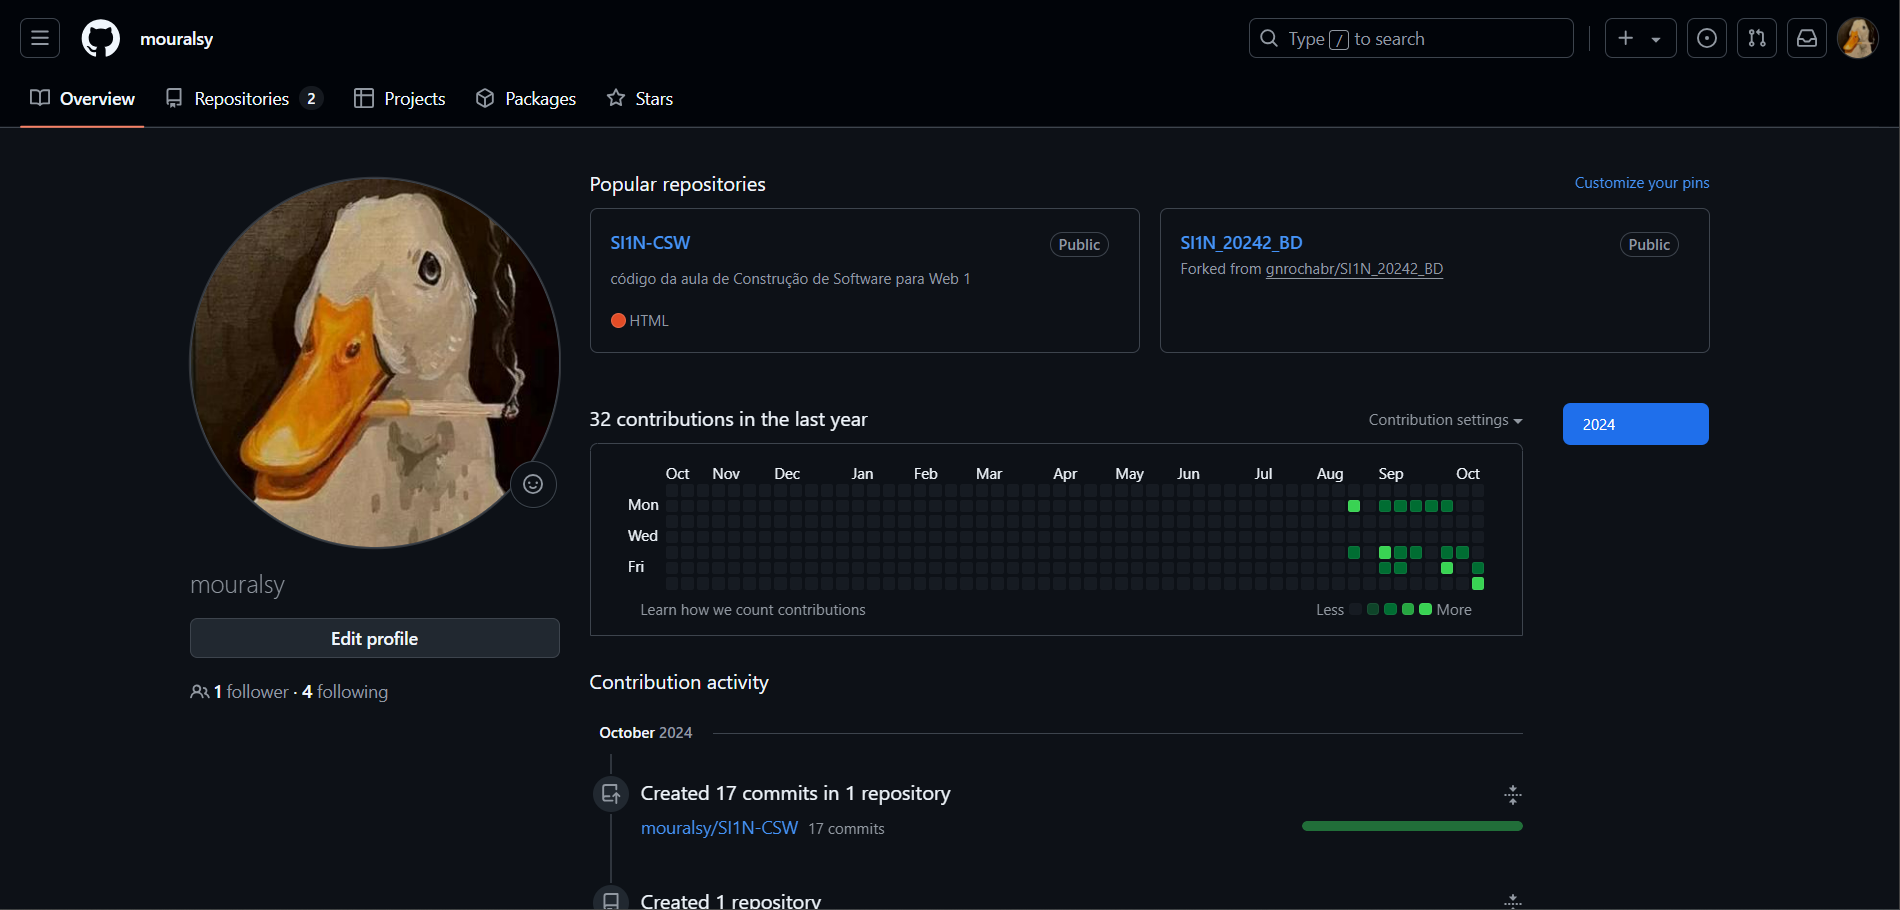 mouralsy
Type / to search
Overview
Repositories 2
Projects
Packages
Stars
mouralsy
Edit profile
1 follower · 4 following
Popular repositories
Customize your pins
SI1N-CSW
Public
código da aula de Construção de Software para Web 1
HTML
SI1N_20242_BD
Public
Forked from gnrochabr/SI1N_20242_BD
32 contributions in the last year
Contribution settings
2024
Oct Nov Dec Jan Feb Mar Apr May Jun Jul Aug Sep Oct
Mon
Wed
Fri
Learn how we count contributions
Less More
Contribution activity
October 2024
Created 17 commits in 1 repository
mouralsy/SI1N-CSW 17 commits
Created 1 repository